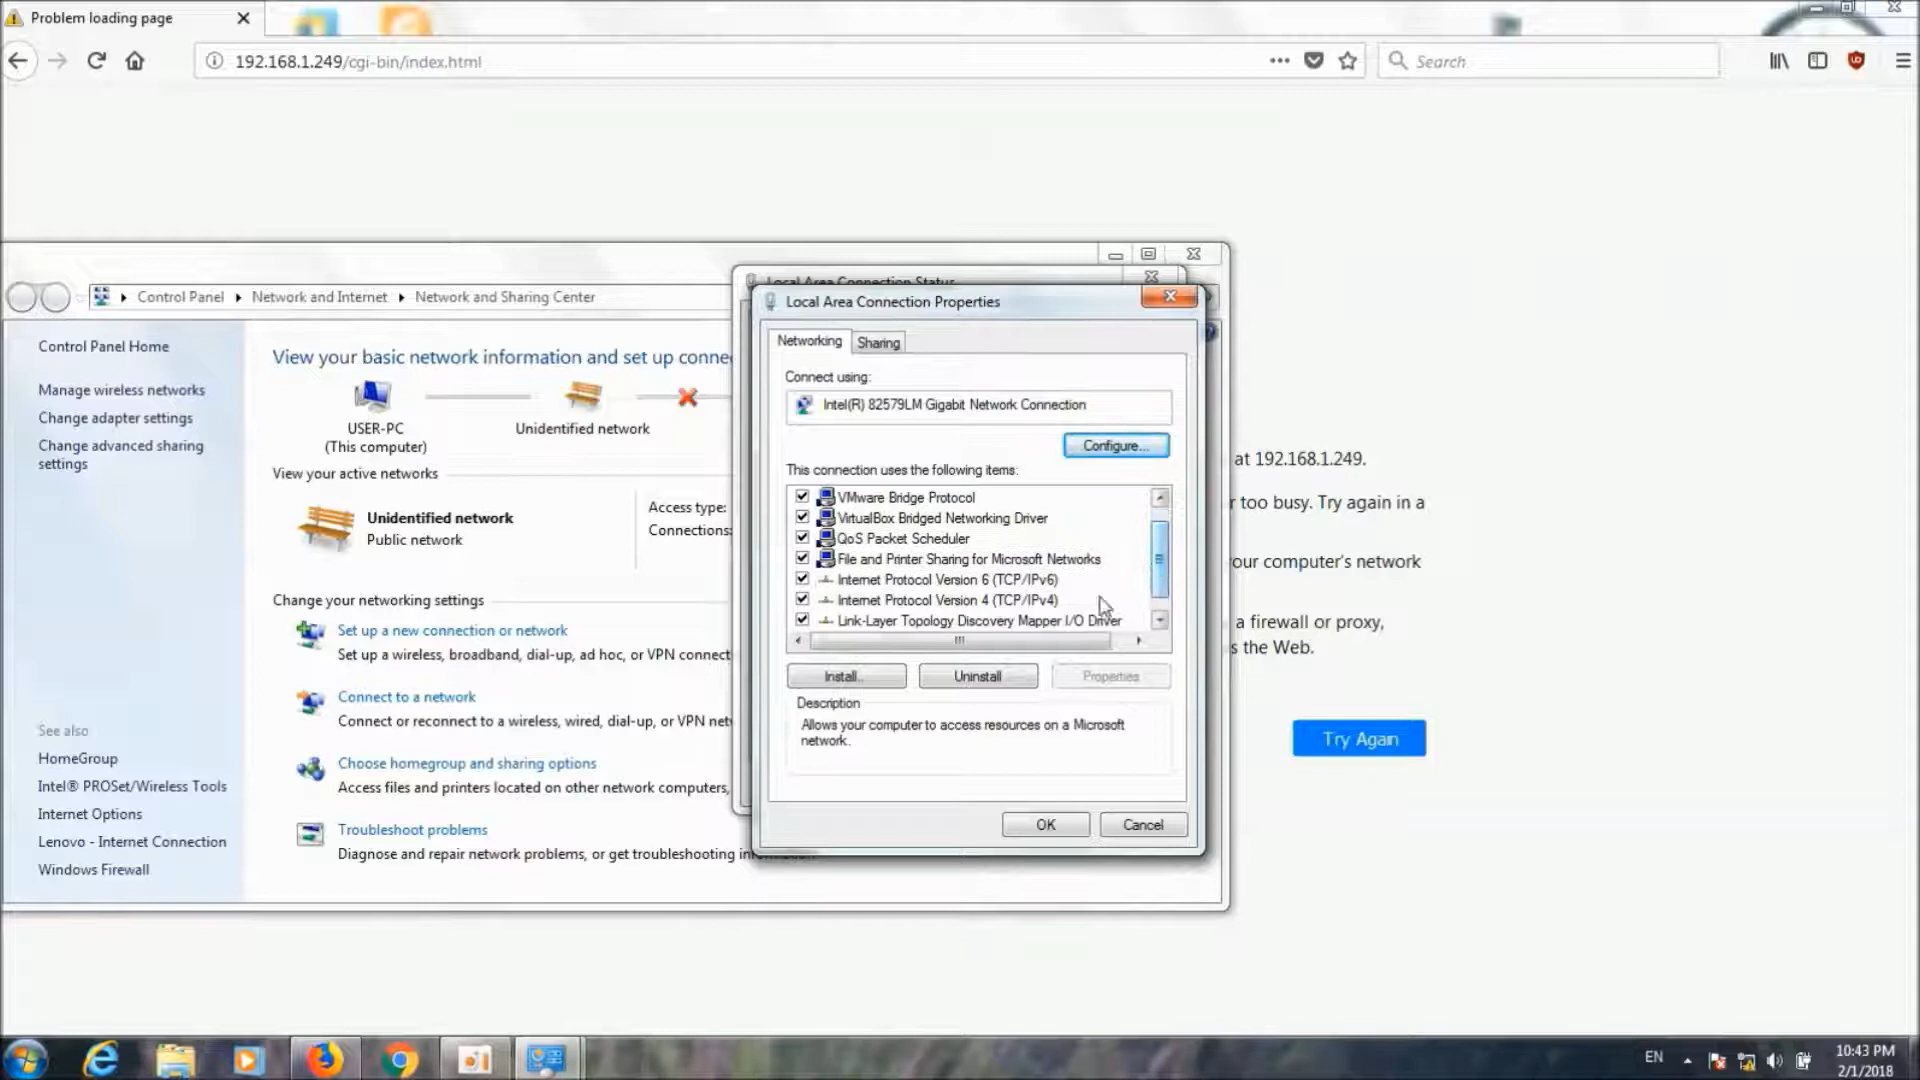 Problem loading page
192.168.1.249/cgi-bin/index.html
Search
Control Panel
Network and Internet
Network and Sharing Center
Control Panel Home
Manage wireless networks
Change adapter settings
Change advanced sharing
settings
See also
HomeGroup
Intel® PROSet/Wireless Tools
Internet Options
Lenovo - Internet Connection
Windows Firewall
View your basic network information and set up conne
USER-PC
(This computer)
Unidentified network
View your active networks
Unidentified network
Public network
Access type:
Connections:
Change your networking settings
Set up a new connection or network
Set up a wireless, broadband, dial-up, ad hoc, or VPN connect
Connect to a network
Connect or reconnect to a wireless, wired, dial-up, or VPN net
Choose homegroup and sharing options
Access files and printers located on other network computers,
Troubleshoot problems
Diagnose and repair network problems, or get troubleshooting
Local Area Connection Status
Local Area Connection Properties
Networking
Sharing
Connect using:
Intel(R) 82579LM Gigabit Network Connection
Configure...
This connection uses the following items:
VMware Bridge Protocol
VirtualBox Bridged Networking Driver
QoS Packet Scheduler
File and Printer Sharing for Microsoft Networks
Internet Protocol Version 6 (TCP/IPv6)
Internet Protocol Version 4 (TCP/IPv4)
Link-Layer Topology Discovery Mapper I/O Driver
Install...
Uninstall
Properties
Description
Allows your computer to access resources on a Microsoft
network.
OK
Cancel
at 192.168.1.249.
r too busy. Try again in a
our computer's network
a firewall or proxy,
s the Web.
Try Again
EN
10:43 PM
2/1/2018